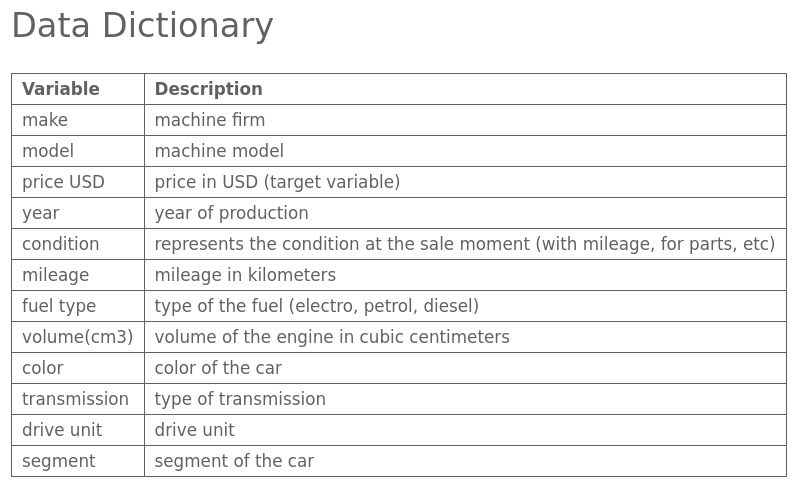 Data Dictionary
Variable Description
make machine firm
model machine model
price USD price in USD (target variable)
year year of production
condition represents the condition at the sale moment (with mileage, for parts, etc)
mileage mileage in kilometers
fuel type type of the fuel (electro, petrol, diesel)
volume(cm3) volume of the engine in cubic centimeters
color color of the car
transmission type of transmission
drive unit drive unit
segment segment of the car